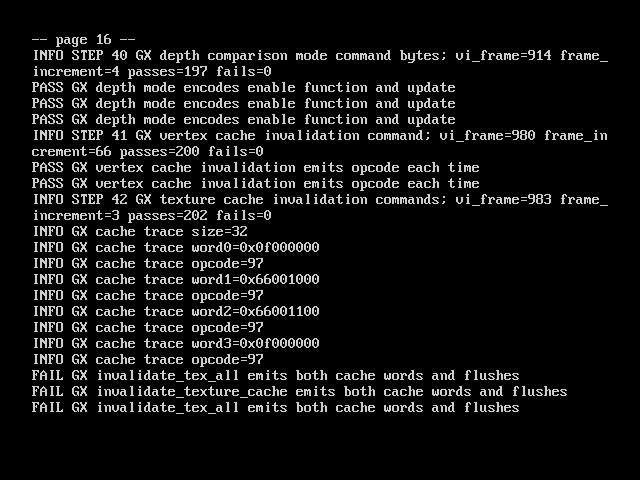 -- page 16 --
INFO STEP 40 GX depth comparison mode command bytes; vi_frame=914 frame_
increment=4 passes=197 fails=0
PASS GX depth mode encodes enable function and update
PASS GX depth mode encodes enable function and update
PASS GX depth mode encodes enable function and update
INFO STEP 41 GX vertex cache invalidation command; vi_frame=980 frame_in
crement=66 passes=200 fails=0
PASS GX vertex cache invalidation emits opcode each time
PASS GX vertex cache invalidation emits opcode each time
INFO STEP 42 GX texture cache invalidation commands; vi_frame=983 frame_
increment=3 passes=202 fails=0
INFO GX cache trace size=32
INFO GX cache trace word0=0x0f000000
INFO GX cache trace opcode=97
INFO GX cache trace word1=0x66001000
INFO GX cache trace opcode=97
INFO GX cache trace word2=0x66001100
INFO GX cache trace opcode=97
INFO GX cache trace word3=0x0f000000
INFO GX cache trace opcode=97
FAIL GX invalidate_tex_all emits both cache words and flushes
FAIL GX invalidate_texture_cache emits both cache words and flushes
FAIL GX invalidate_tex_all emits both cache words and flushes